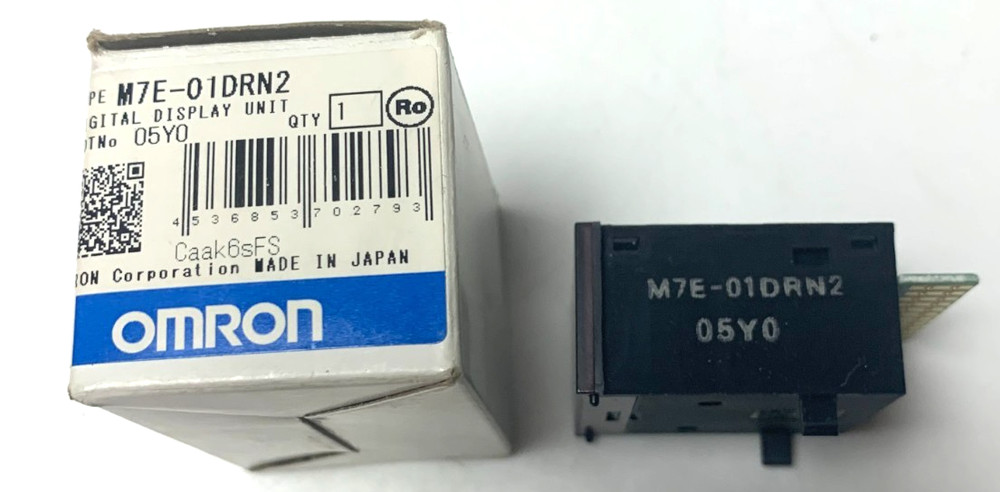 PE M7E-01DRN2
GITAL DISPLAY UNIT
QTY 1 Ro
OTNo 05Y0
4536853702793
Caak6sFS
RON Corporation MADE IN JAPAN
OMRON
M7E-01DRN2
05Y0